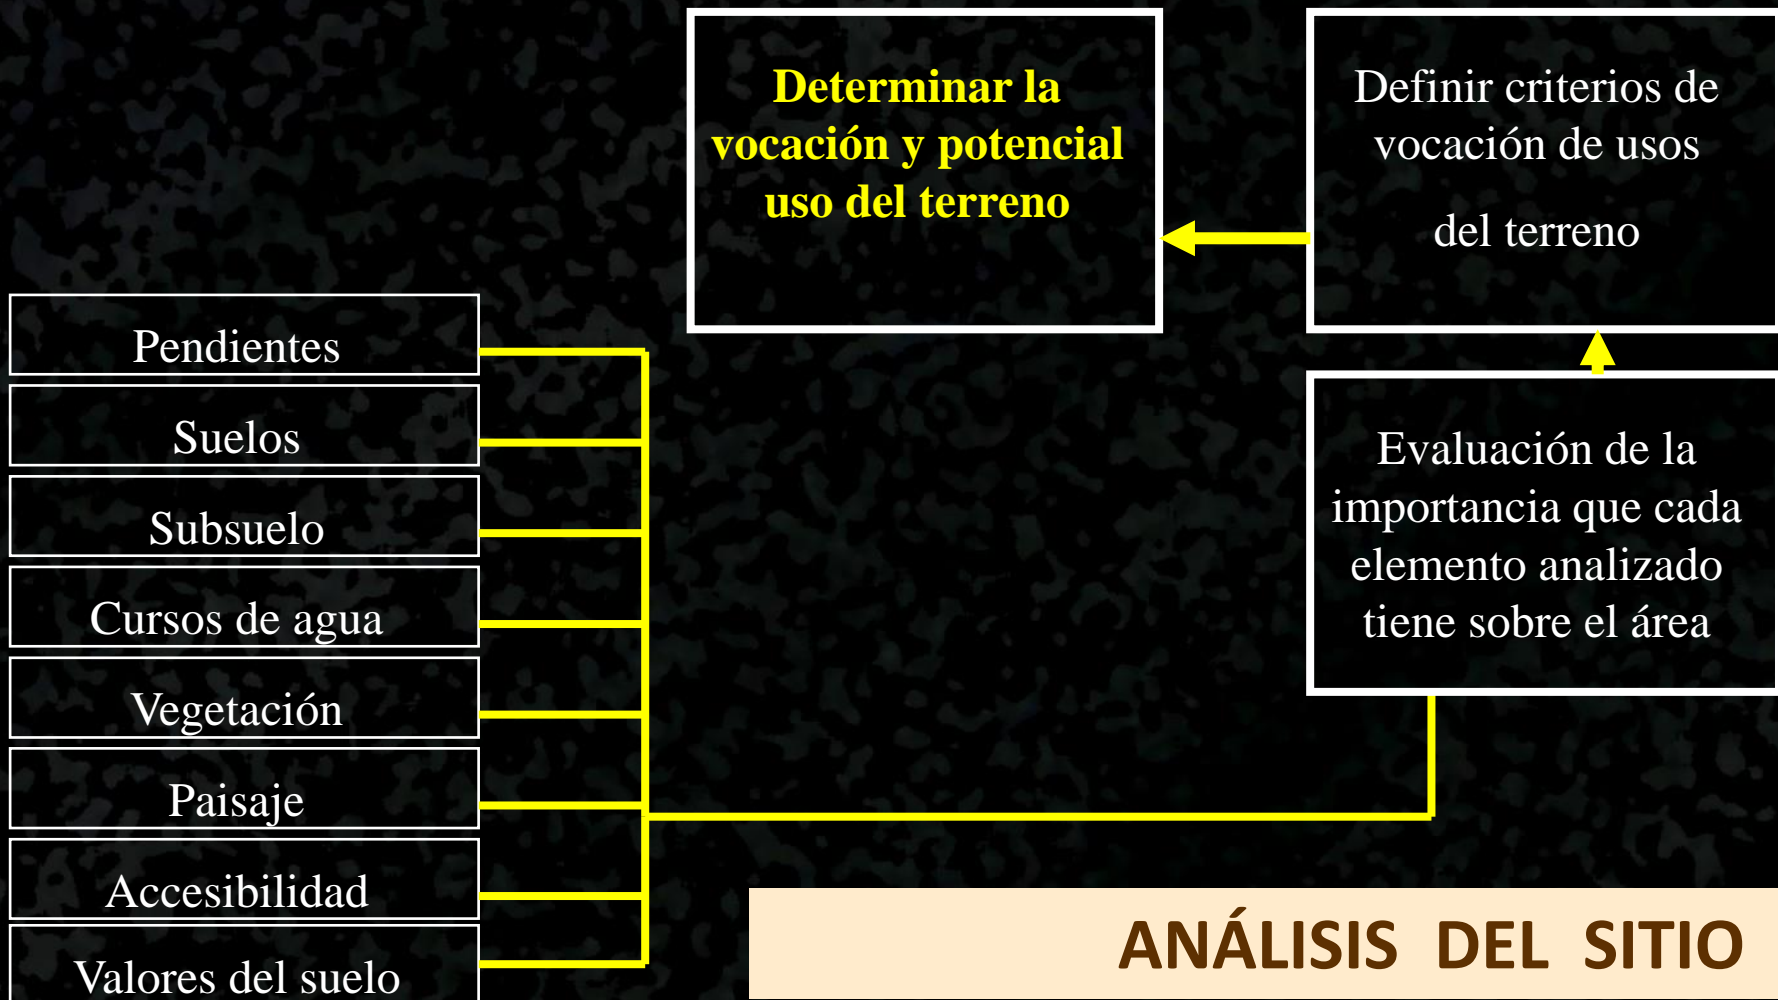 Determinar la
vocación y potencial
uso del terreno
Definir criterios de
vocación de usos
del terreno
Pendientes
Suelos
Subsuelo
Cursos de agua
Vegetación
Paisaje
Accesibilidad
Valores del suelo
Evaluación de la
importancia que cada
elemento analizado
tiene sobre el área
ANÁLISIS DEL SITIO